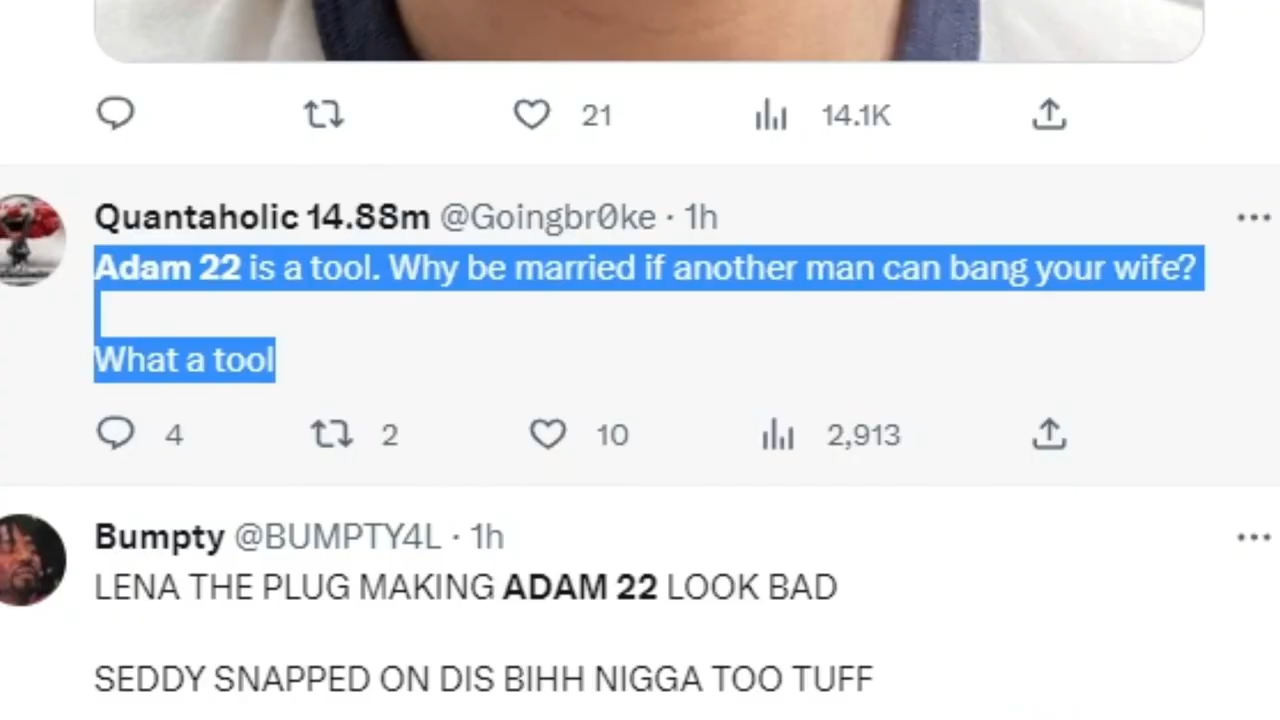 21 14.1K
Quantaholic 14.88m @Goingbr0ke · 1h
Adam 22 is a tool. Why be married if another man can bang your wife?
What a tool
4 2 10 2,913
Bumpty @BUMPTY4L · 1h
LENA THE PLUG MAKING ADAM 22 LOOK BAD
SEDDY SNAPPED ON DIS BIHH NIGGA TOO TUFF